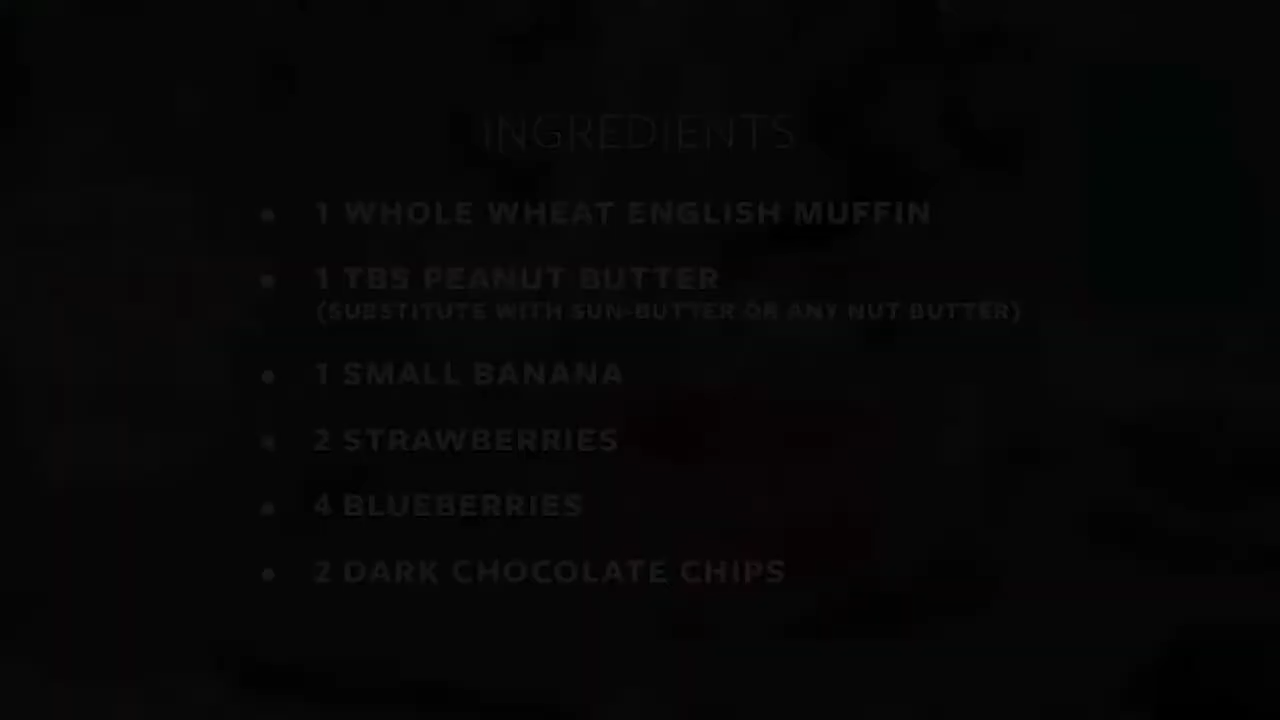 INGREDIENTS
• 1 WHOLE WHEAT ENGLISH MUFFIN
• 1 TBS PEANUT BUTTER
(SUBSTITUTE WITH SUN-BUTTER OR ANY NUT BUTTER)
• 1 SMALL BANANA
• 2 STRAWBERRIES
• 4 BLUEBERRIES
• 2 DARK CHOCOLATE CHIPS